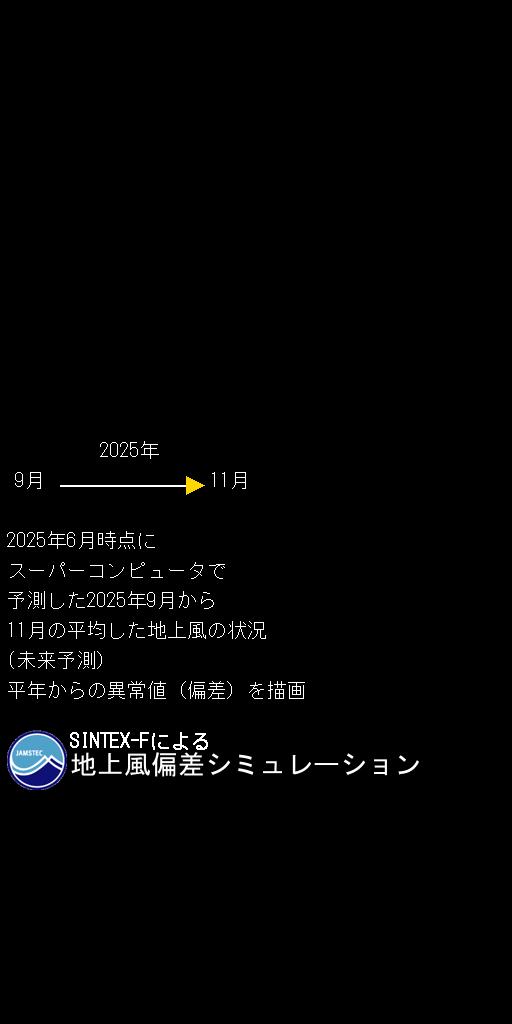 2025年
9月 11月
2025年6月時点に
スーパーコンピュータで
予測した2025年9月から
11月の平均した地上風の状況
(未来予測)
平年からの異常値（偏差）を描画
SINTEX-Fによる
JAMSTEC
地上風偏差シミュレーション